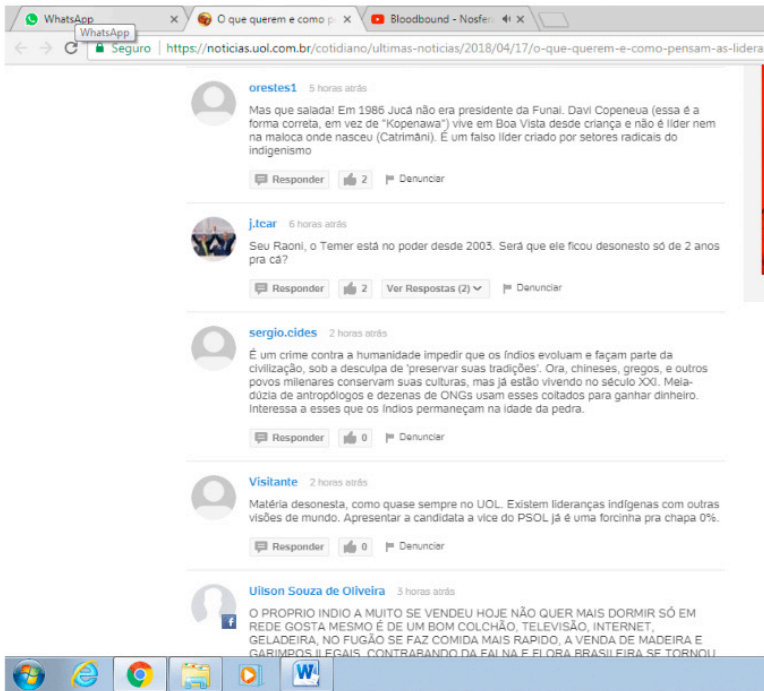 WhatsApp
O que querem e como p
Bloodbound - Nosfer
WhatsApp
Seguro | https://noticias.uol.com.br/cotidiano/ultimas-noticias/2018/04/17/o-que-querem-e-como-pensam-as-lidera
orestes1 5 horas atrás
Mas que salada! Em 1986 Jucá não era presidente da Funai. Davi Copeneua (essa é a
forma correta, em vez de "Kopenawa") vive em Boa Vista desde criança e não é líder nem
na maloca onde nasceu (Catrimâni). É um falso líder criado por setores radicais do
indigenismo
Responder 2 Denunciar
j.tcar 6 horas atrás
Seu Raoni, o Temer está no poder desde 2003. Será que ele ficou desonesto só de 2 anos
pra cá?
Responder 2 Ver Respostas (2) Denunciar
sergio.cides 2 horas atrás
É um crime contra a humanidade impedir que os índios evoluam e façam parte da
civilização, sob a desculpa de 'preservar suas tradições'. Ora, chineses, gregos, e outros
povos milenares conservam suas culturas, mas já estão vivendo no século XXI. Meia-
dúzia de antropólogos e dezenas de ONGs usam esses coitados para ganhar dinheiro.
Interessa a esses que os índios permaneçam na idade da pedra.
Responder 0 Denunciar
Visitante 2 horas atrás
Matéria desonesta, como quase sempre no UOL. Existem lideranças indígenas com outras
visões de mundo. Apresentar a candidata a vice do PSOL já é uma forcinha pra chapa 0%.
Responder 0 Denunciar
Uilson Souza de Oliveira 3 horas atrás
O PROPRIO INDIO A MUITO SE VENDEU HOJE NÃO QUER MAIS DORMIR SÓ EM
REDE GOSTA MESMO É DE UM BOM COLCHÃO, TELEVISÃO, INTERNET,
GELADEIRA, NO FUGÃO SE FAZ COMIDA MAIS RAPIDO, A VENDA DE MADEIRA E
GARIMPOS ILEGAIS, CONTRABANDO DA FALNA E FLORA BRASILEIRA SE TORNOU